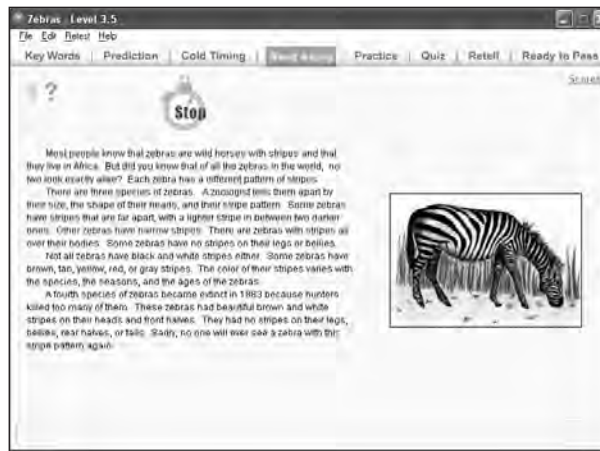 Zebras Level 3.5
File Edit Retest Help
Key Words | Prediction | Cold Timing | Read Along | Practice | Quiz | Retell | Ready to Pass
Scores
?
Stop
Most people know that zebras are wild horses with stripes and that
they live in Africa. But did you know that of all the zebras in the world, no
two look exactly alike? Each zebra has a different pattern of stripes.
There are three species of zebras. A zoologist tells them apart by
their size, the shape of their heads, and their stripe pattern. Some zebras
have stripes that are far apart, with a lighter stripe in between two darker
ones. Other zebras have narrow stripes. There are zebras with stripes all
over their bodies. Some zebras have no stripes on their legs or bellies.
Not all zebras have black and white stripes either. Some zebras have
brown, tan, yellow, red, or gray stripes. The color of their stripes varies with
the species, the seasons, and the ages of the zebras.
A fourth species of zebras became extinct in 1883 because hunters
killed too many of them. These zebras had beautiful brown and white
stripes on their heads and front halves. They had no stripes on their legs,
bellies, rear halves, or tails. Sadly, no one will ever see a zebra with this
stripe pattern again.